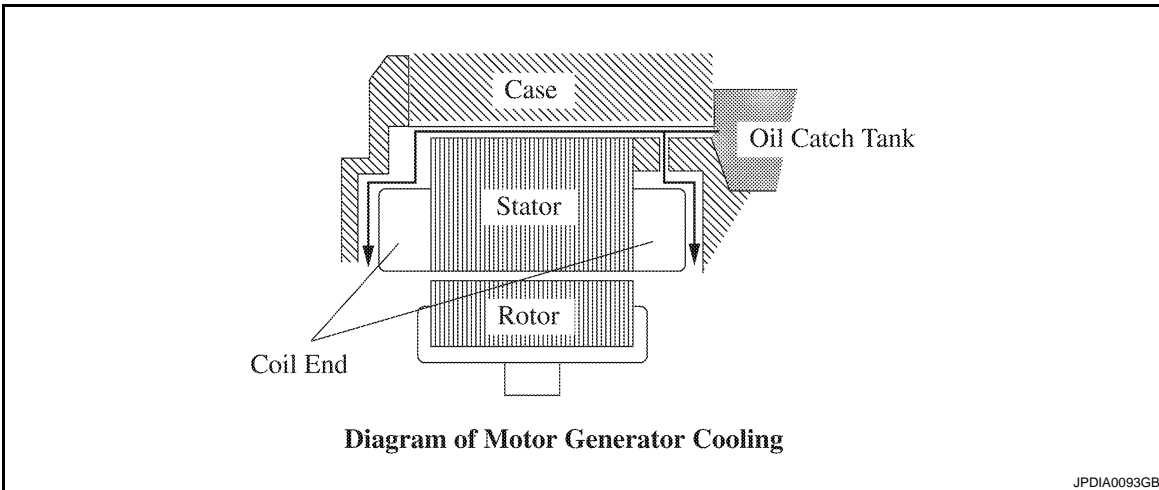 Case
Oil Catch Tank
Stator
Rotor
Coil End
Diagram of Motor Generator Cooling
JPDIA0093GB